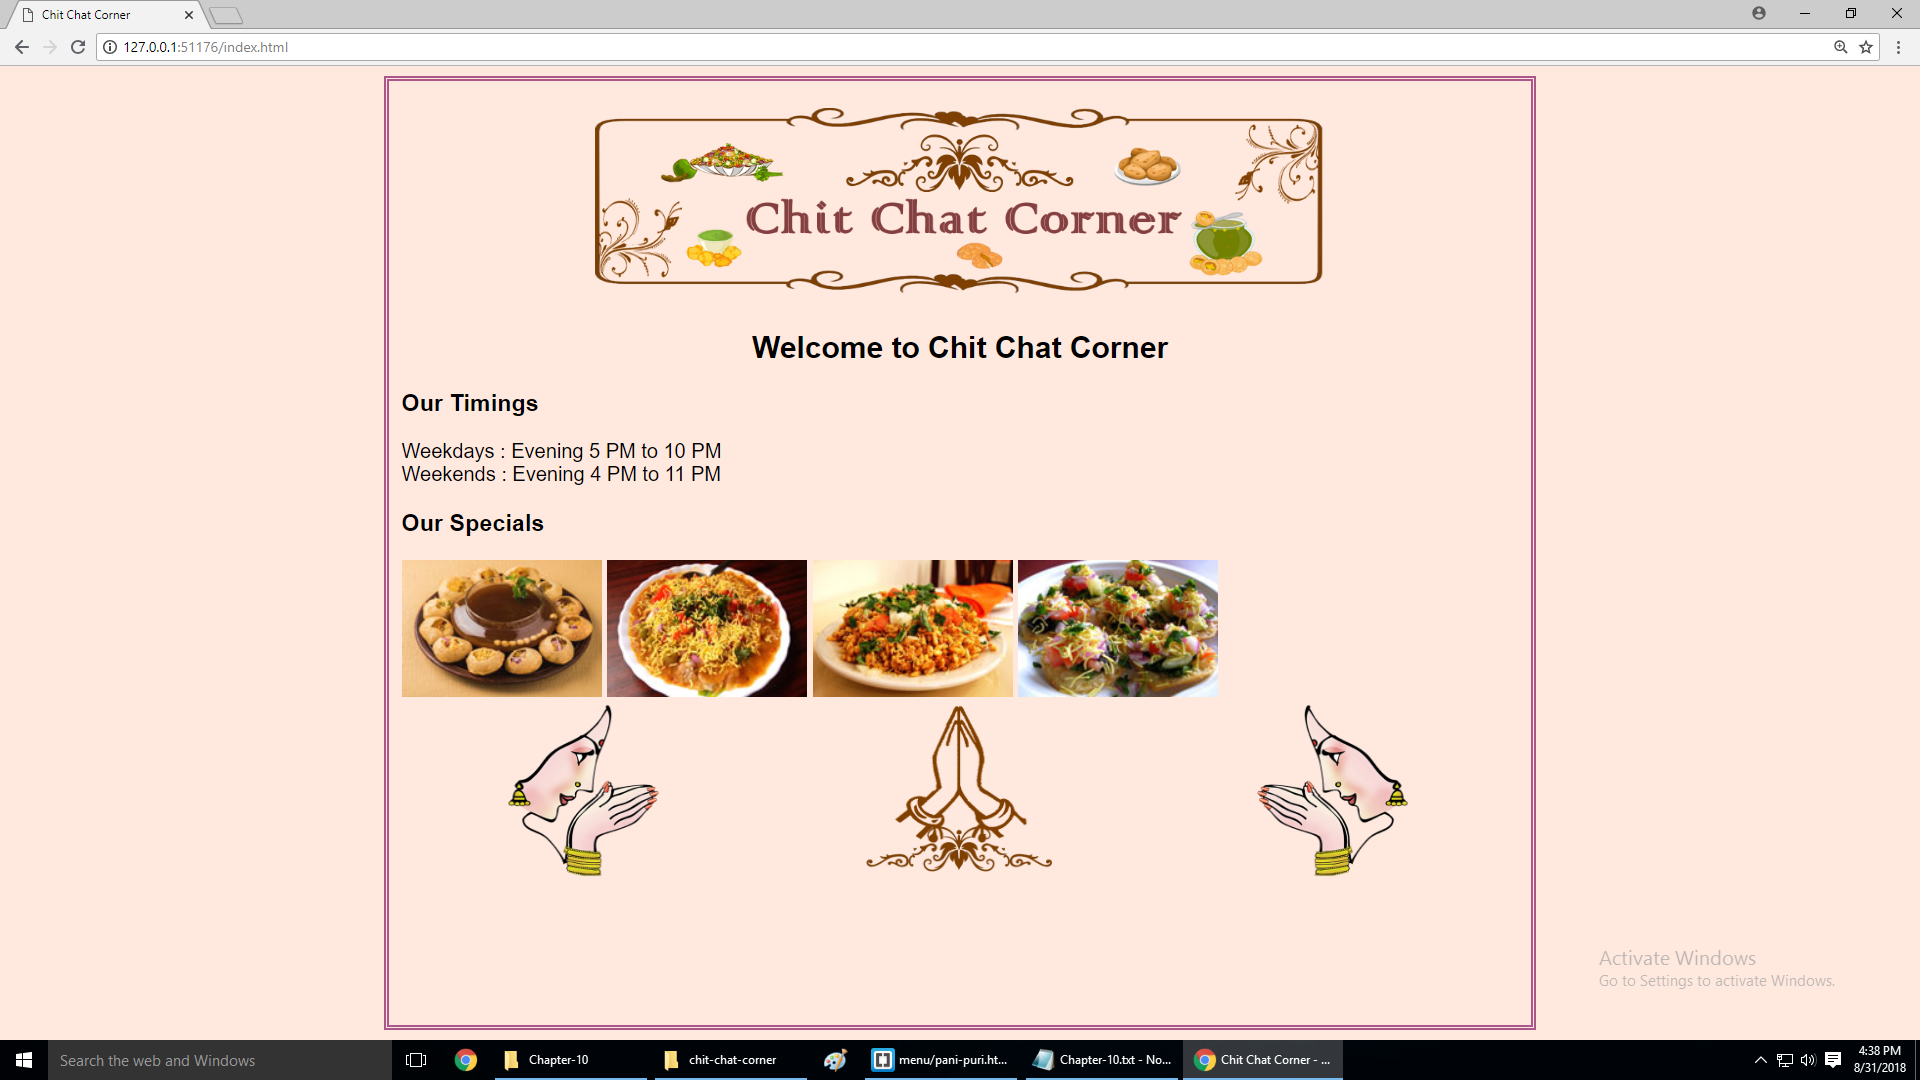 Chit Chat Corner
127.0.0.1:51176/index.html
Chit Chat Corner
Welcome to Chit Chat Corner
Our Timings
Weekdays : Evening 5 PM to 10 PM
Weekends : Evening 4 PM to 11 PM
Our Specials
Activate Windows
Go to Settings to activate Windows.
Search the web and Windows
Chapter-10
chit-chat-corner
menu/pani-puri.ht...
Chapter-10.txt - No...
Chit Chat Corner - ...
4:38 PM
8/31/2018